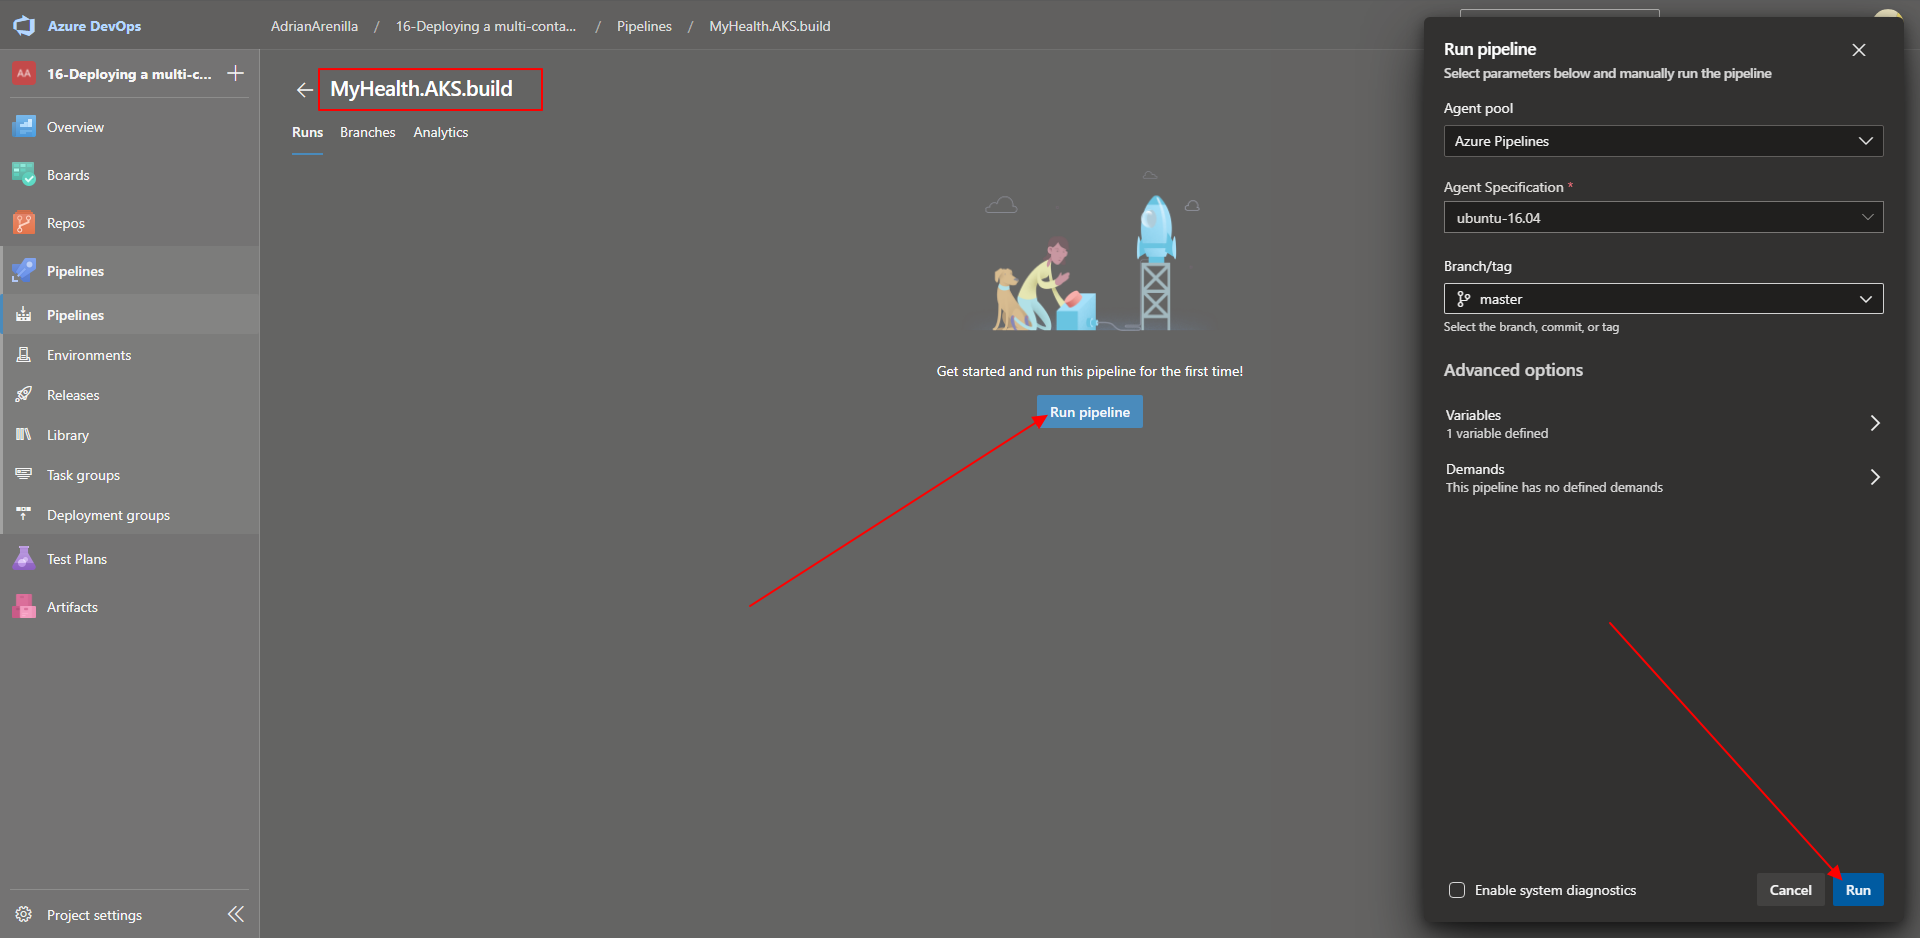 Azure DevOps
AdrianArenilla / 16-Deploying a multi-conta... / Pipelines / MyHealth.AKS.build
AA 16-Deploying a multi-c...
Overview
Boards
Repos
Pipelines
Pipelines
Environments
Releases
Library
Task groups
Deployment groups
Test Plans
Artifacts
Project settings
MyHealth.AKS.build
Runs Branches Analytics
Get started and run this pipeline for the first time!
Run pipeline
Run pipeline
Select parameters below and manually run the pipeline
Agent pool
Azure Pipelines
Agent Specification *
ubuntu-16.04
Branch/tag
master
Select the branch, commit, or tag
Advanced options
Variables
1 variable defined
Demands
This pipeline has no defined demands
Enable system diagnostics
Cancel
Run